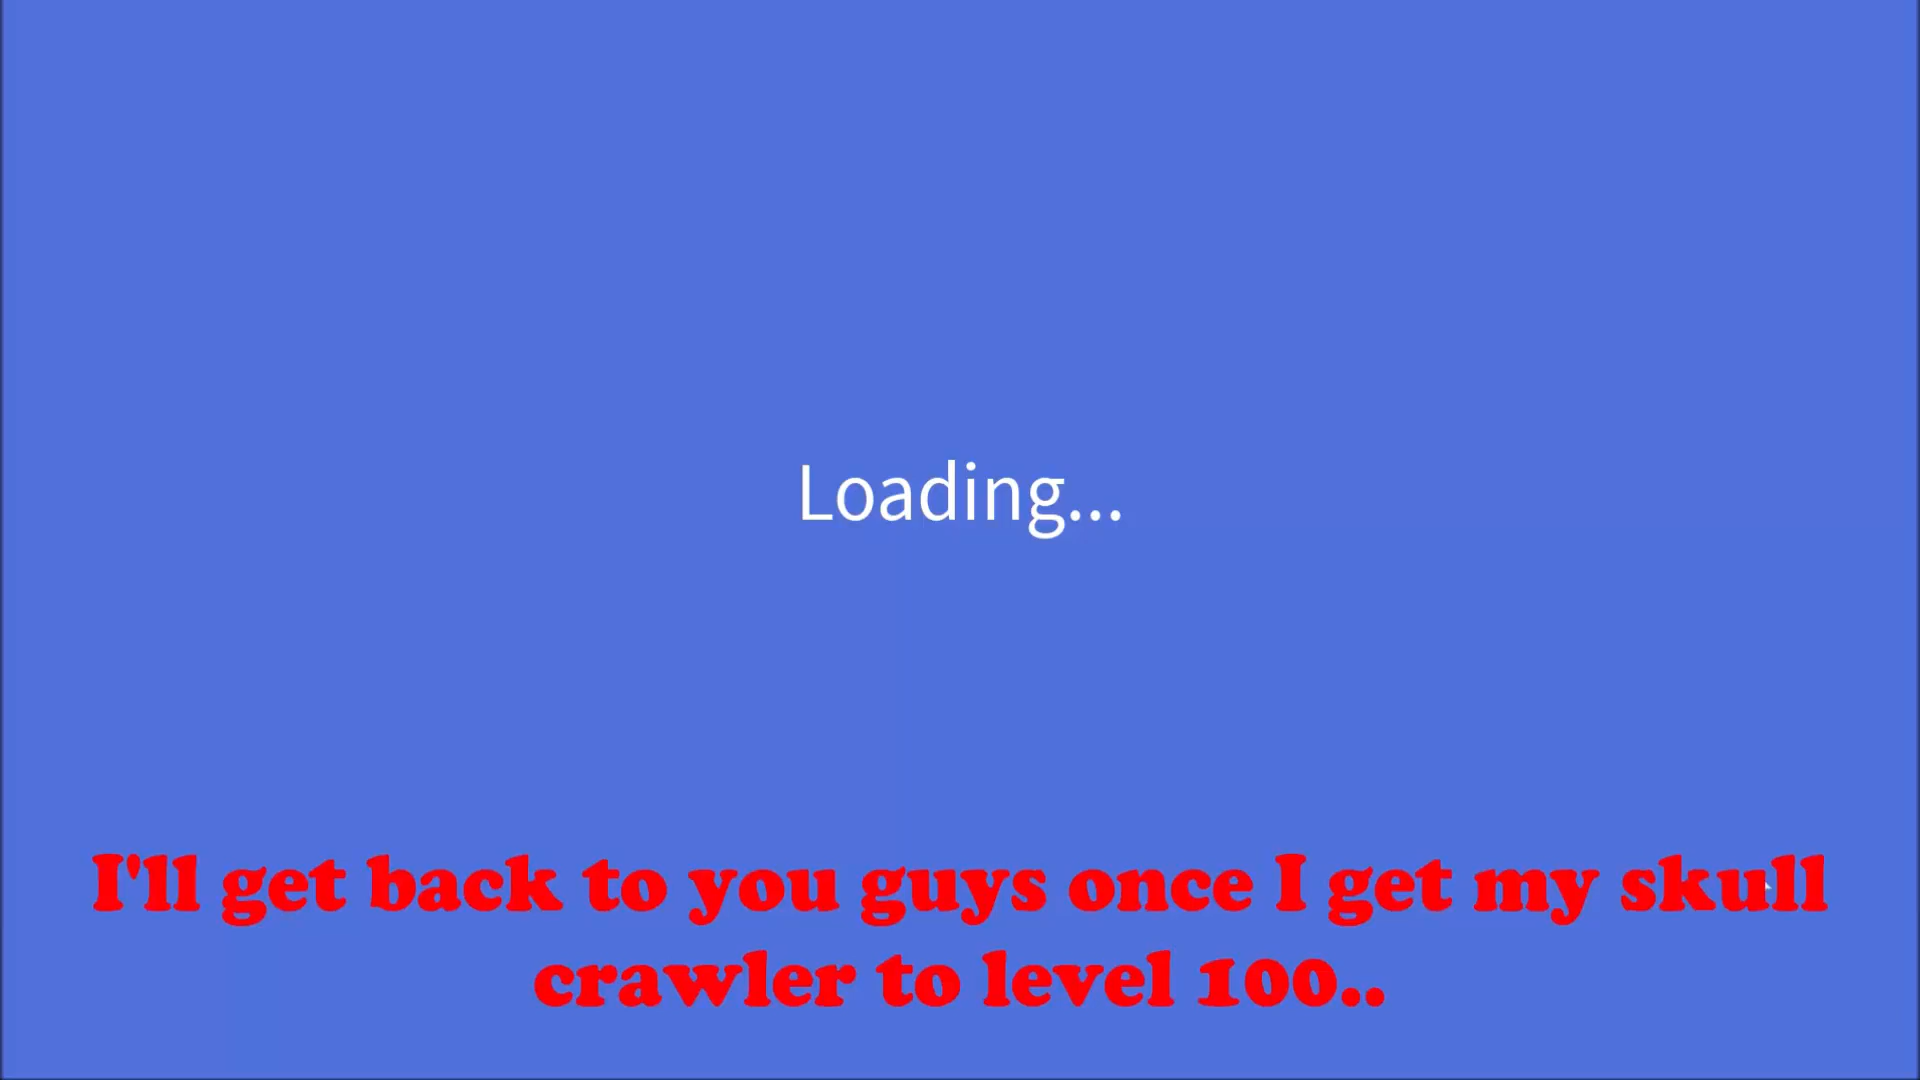 Loading...
I'll get back to you guys once I get my skull
crawler to level 100..